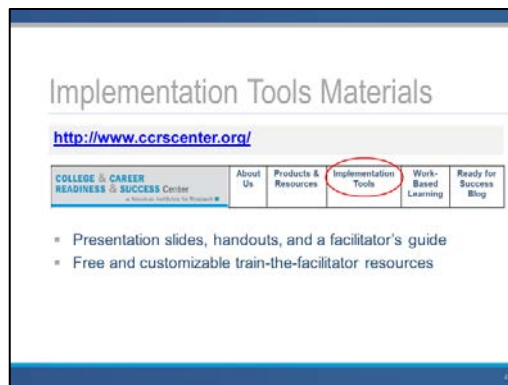 Implementation Tools Materials
http://www.ccrscenter.org/
COLLEGE & CAREER
READINESS & SUCCESS Center
About Us
Products & Resources
Implementation Tools
Work-Based Learning
Ready for Success Blog
Presentation slides, handouts, and a facilitator's guide
Free and customizable train-the-facilitator resources